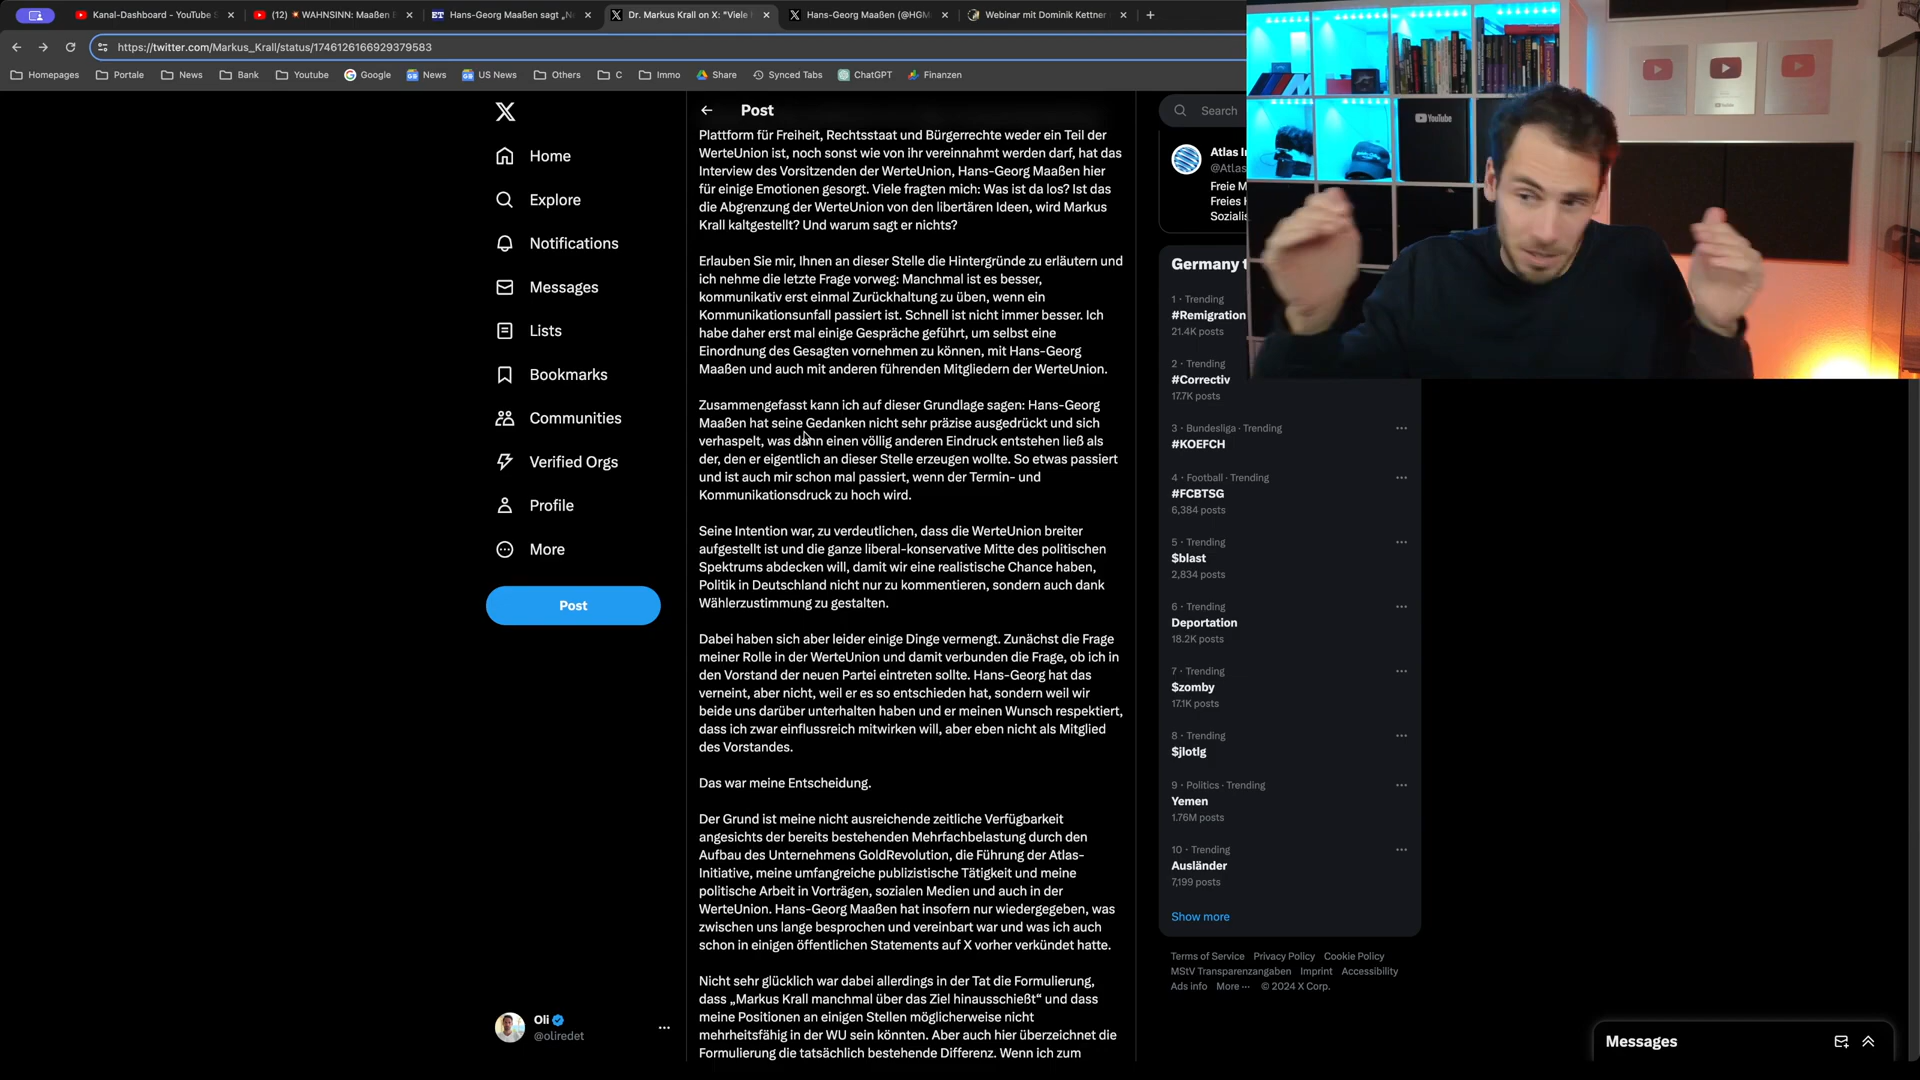 Kanal-Dashboard - YouTube S
(12) WAHNSINN: Maaßen
Hans-Georg Maaßen sagt „N
Dr. Markus Krall on X: "Viele
Hans-Georg Maaßen (@HGM
Webinar mit Dominik Kettner
https://twitter.com/Markus_Krall/status/1746126166929379583
Homepages
Portale
News
Bank
Youtube
Google
News
US News
Others
C
Immo
Share
Synced Tabs
ChatGPT
Finanzen
Home
Explore
Notifications
Messages
Lists
Bookmarks
Communities
Verified Orgs
Profile
More
Post
Oli
@oliredet
Post
Plattform für Freiheit, Rechtsstaat und Bürgerrechte weder ein Teil der
WerteUnion ist, noch sonst wie von ihr vereinnahmt werden darf, hat das
Interview des Vorsitzenden der WerteUnion, Hans-Georg Maaßen hier
für einige Emotionen gesorgt. Viele fragten mich: Was ist da los? Ist das
die Abgrenzung der WerteUnion von den libertären Ideen, wird Markus
Krall kaltgestellt? Und warum sagt er nichts?
Erlauben Sie mir, Ihnen an dieser Stelle die Hintergründe zu erläutern und
ich nehme die letzte Frage vorweg: Manchmal ist es besser,
kommunikativ erst einmal Zurückhaltung zu üben, wenn ein
Kommunikationsunfall passiert ist. Schnell ist nicht immer besser. Ich
habe daher erst mal einige Gespräche geführt, um selbst eine
Einordnung des Gesagten vornehmen zu können, mit Hans-Georg
Maaßen und auch mit anderen führenden Mitgliedern der WerteUnion.
Zusammengefasst kann ich auf dieser Grundlage sagen: Hans-Georg
Maaßen hat seine Gedanken nicht sehr präzise ausgedrückt und sich
verhaspelt, was dann einen völlig anderen Eindruck entstehen ließ als
der, den er eigentlich an dieser Stelle erzeugen wollte. So etwas passiert
und ist auch mir schon mal passiert, wenn der Termin- und
Kommunikationsdruck zu hoch wird.
Seine Intention war, zu verdeutlichen, dass die WerteUnion breiter
aufgestellt ist und die ganze liberal-konservative Mitte des politischen
Spektrums abdecken will, damit wir eine realistische Chance haben,
Politik in Deutschland nicht nur zu kommentieren, sondern auch dank
Wählerzustimmung zu gestalten.
Dabei haben sich aber leider einige Dinge vermengt. Zunächst die Frage
meiner Rolle in der WerteUnion und damit verbunden die Frage, ob ich in
den Vorstand der neuen Partei eintreten sollte. Hans-Georg hat das
verneint, aber nicht, weil er es so entschieden hat, sondern weil wir
beide uns darüber unterhalten haben und er meinen Wunsch respektiert,
dass ich zwar einflussreich mitwirken will, aber eben nicht als Mitglied
des Vorstandes.
Das war meine Entscheidung.
Der Grund ist meine nicht ausreichende zeitliche Verfügbarkeit
angesichts der bereits bestehenden Mehrfachbelastung durch den
Aufbau des Unternehmens GoldRevolution, die Führung der Atlas-
Initiative, meine umfangreiche publizistische Tätigkeit und meine
politische Arbeit in Vorträgen, sozialen Medien und auch in der
WerteUnion. Hans-Georg Maaßen hat insofern nur wiedergegeben, was
zwischen uns lange besprochen und vereinbart war und was ich auch
schon in einigen öffentlichen Statements auf X vorher verkündet hatte.
Nicht sehr glücklich war dabei allerdings in der Tat die Formulierung,
dass „Markus Krall manchmal über das Ziel hinausschießt“ und dass
meine Positionen an einigen Stellen möglicherweise nicht
mehrheitsfähig in der WU sein könnten. Aber auch hier überzeichnet die
Formulierung die tatsächlich bestehende Differenz. Wenn ich zum
Search
Atlas In
@Atlas
Freie M
Freies H
Sozialis
Germany t
1 · Trending
#Remigration
21.4K posts
2 · Trending
#Correctiv
17.7K posts
3 · Bundesliga · Trending
#KOEFCH
4 · Football · Trending
#FCBTSG
6,384 posts
5 · Trending
$blast
2,834 posts
6 · Trending
Deportation
18.2K posts
7 · Trending
$zomby
17.1K posts
8 · Trending
$jlotlg
9 · Politics · Trending
Yemen
1.76M posts
10 · Trending
Ausländer
7,199 posts
Show more
Terms of Service Privacy Policy Cookie Policy
MStV Transparenzangaben Imprint Accessibility
Ads info More ··· © 2024 X Corp.
YouTube
Messages